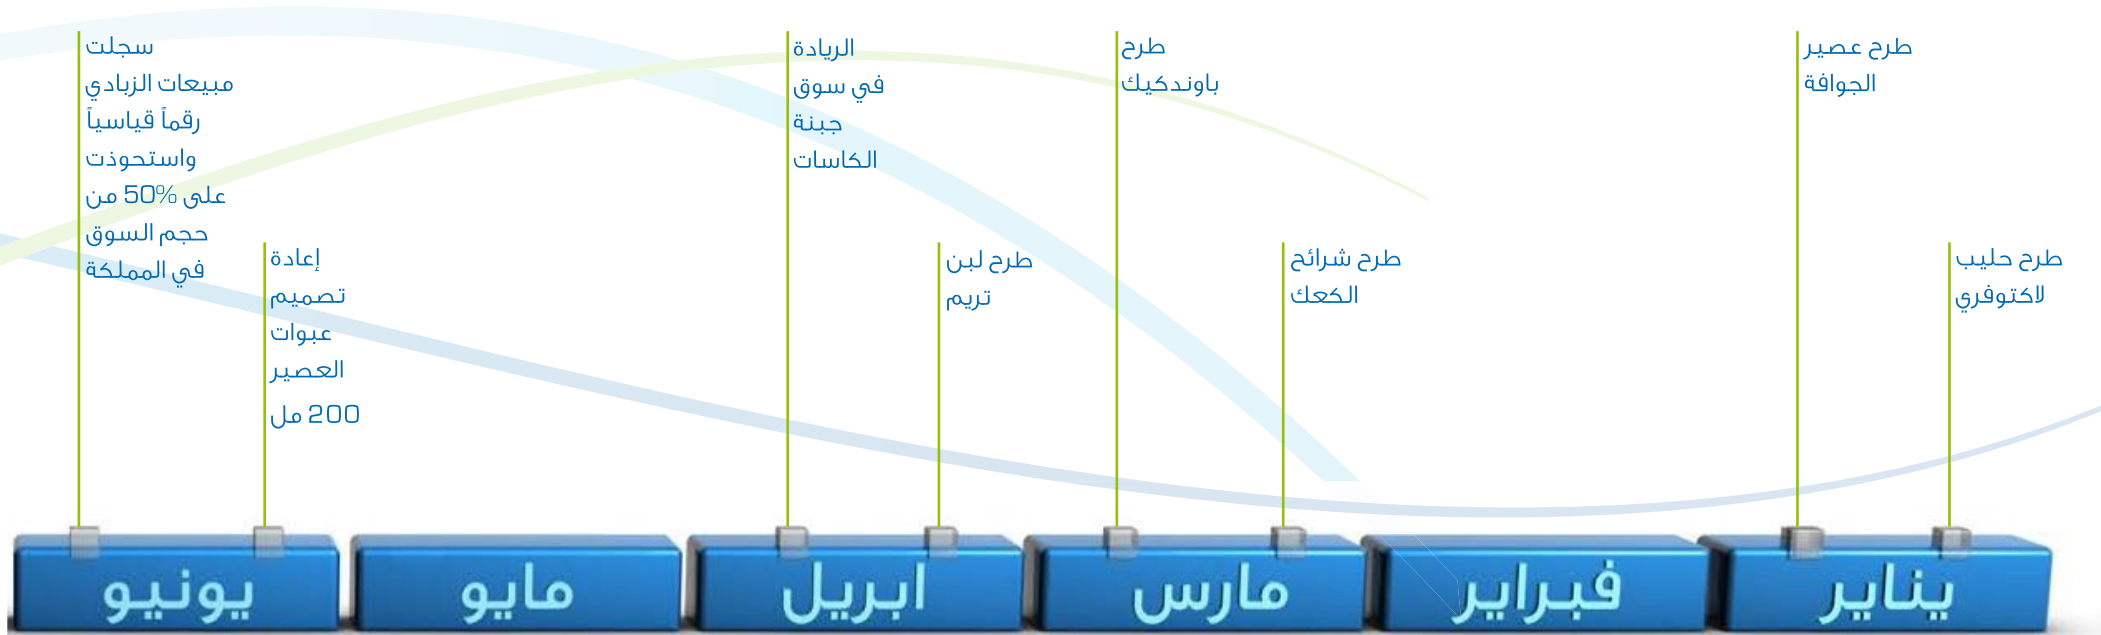 طرح حليب
لاكتوفري
طرح عصير
الجوافة
طرح شرائح
الكعك
طرح
باوندكيك
طرح لبن
تريم
الريادة
في سوق
جبنة
الكاسات
إعادة
تصميم
عبوات
العصير
200 مل
سجلت
مبيعات الزبادي
رقماً قياسياً
واستحوذت
على %50 من
حجم السوق
في المملكة
يناير
فبراير
مارس
ابريل
مايو
يونيو